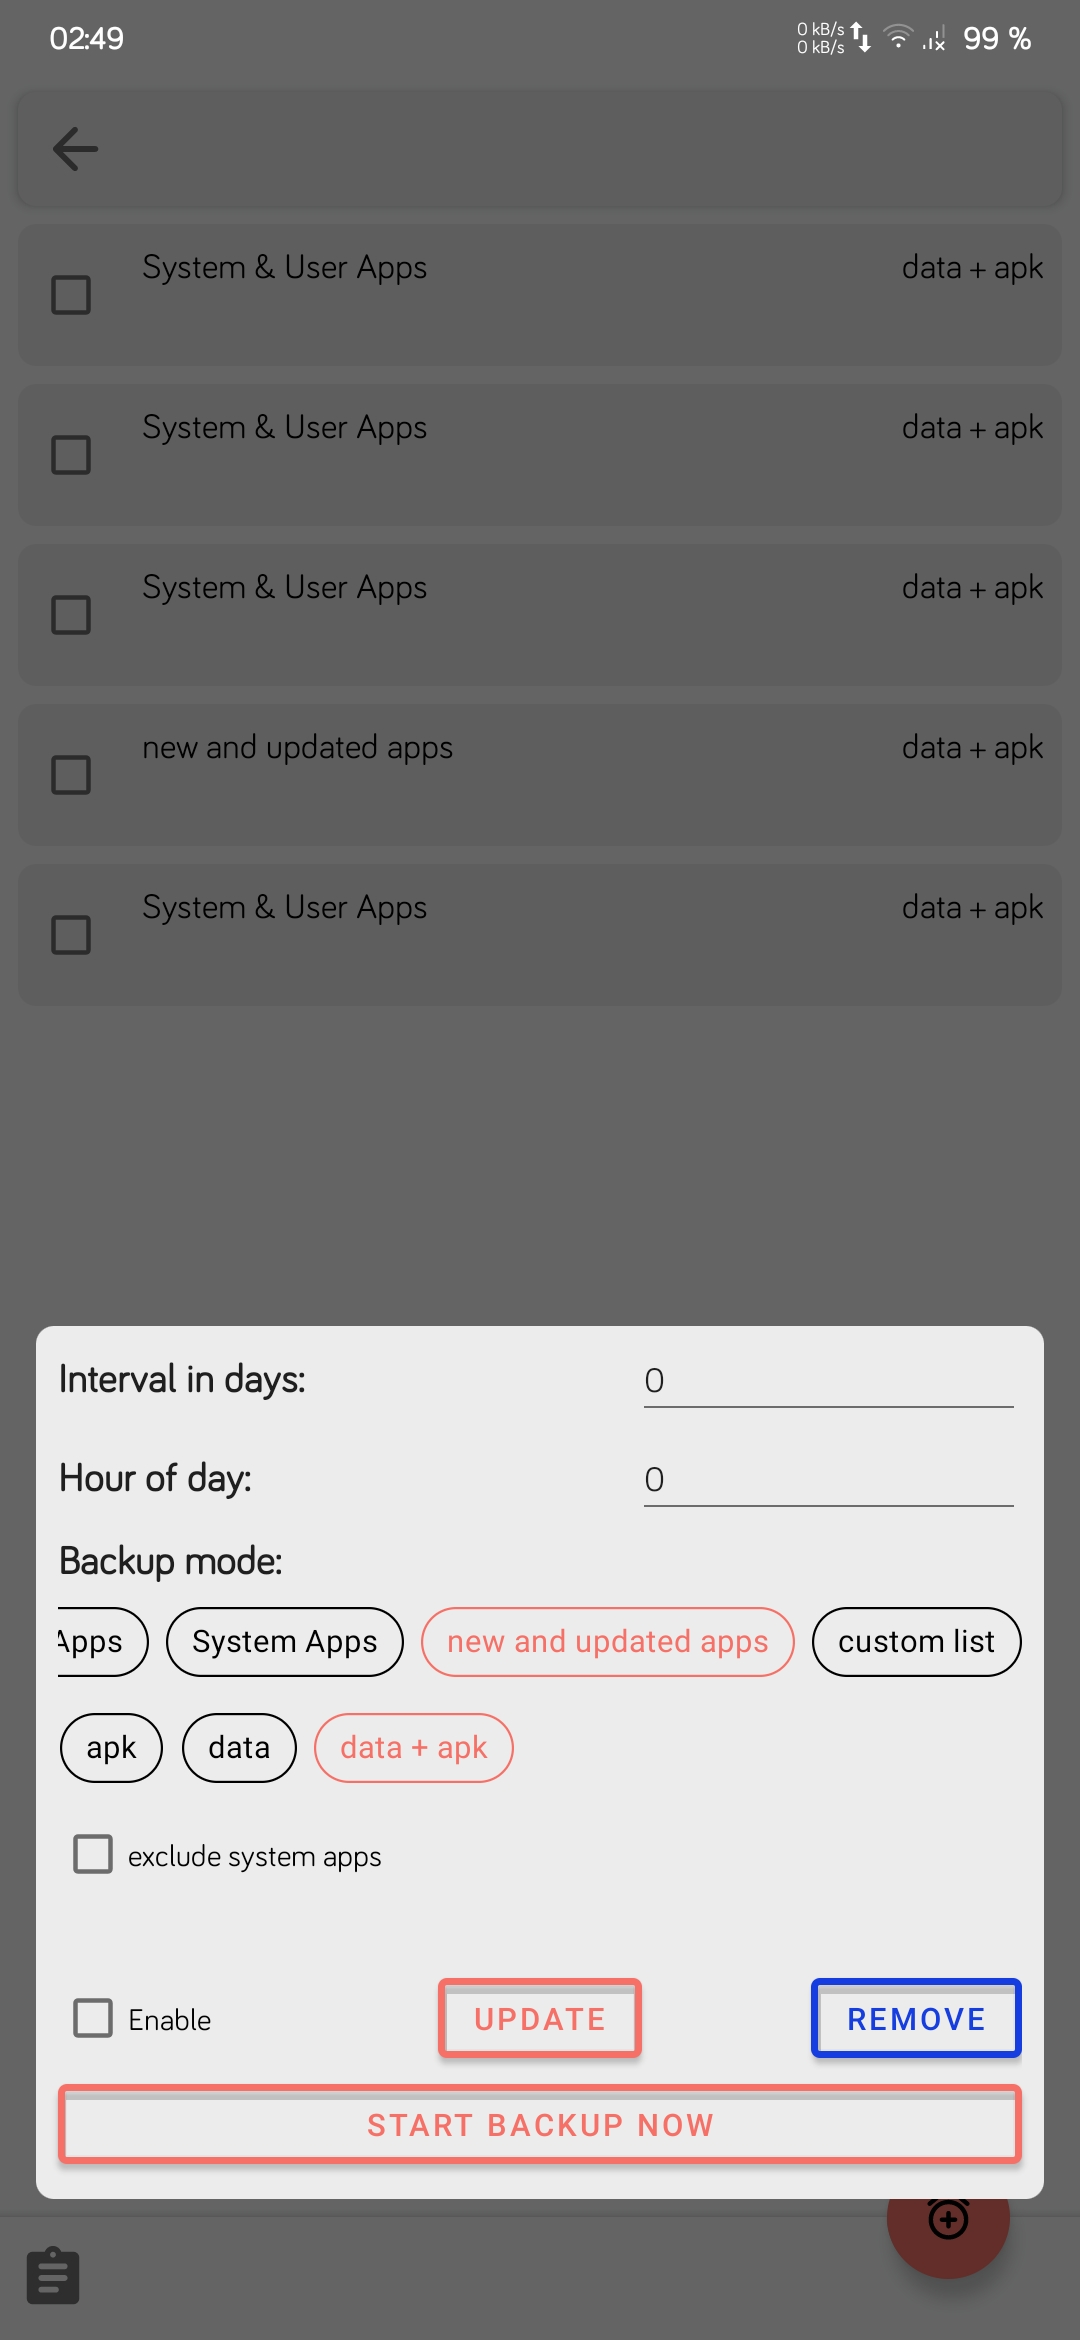 02:49
0 kB/s
0 kB/s
99 %
System & User Apps data + apk
System & User Apps data + apk
System & User Apps data + apk
new and updated apps data + apk
System & User Apps data + apk
Interval in days: 0
Hour of day: 0
Backup mode:
Apps System Apps new and updated apps custom list
apk data data + apk
exclude system apps
Enable UPDATE REMOVE
START BACKUP NOW